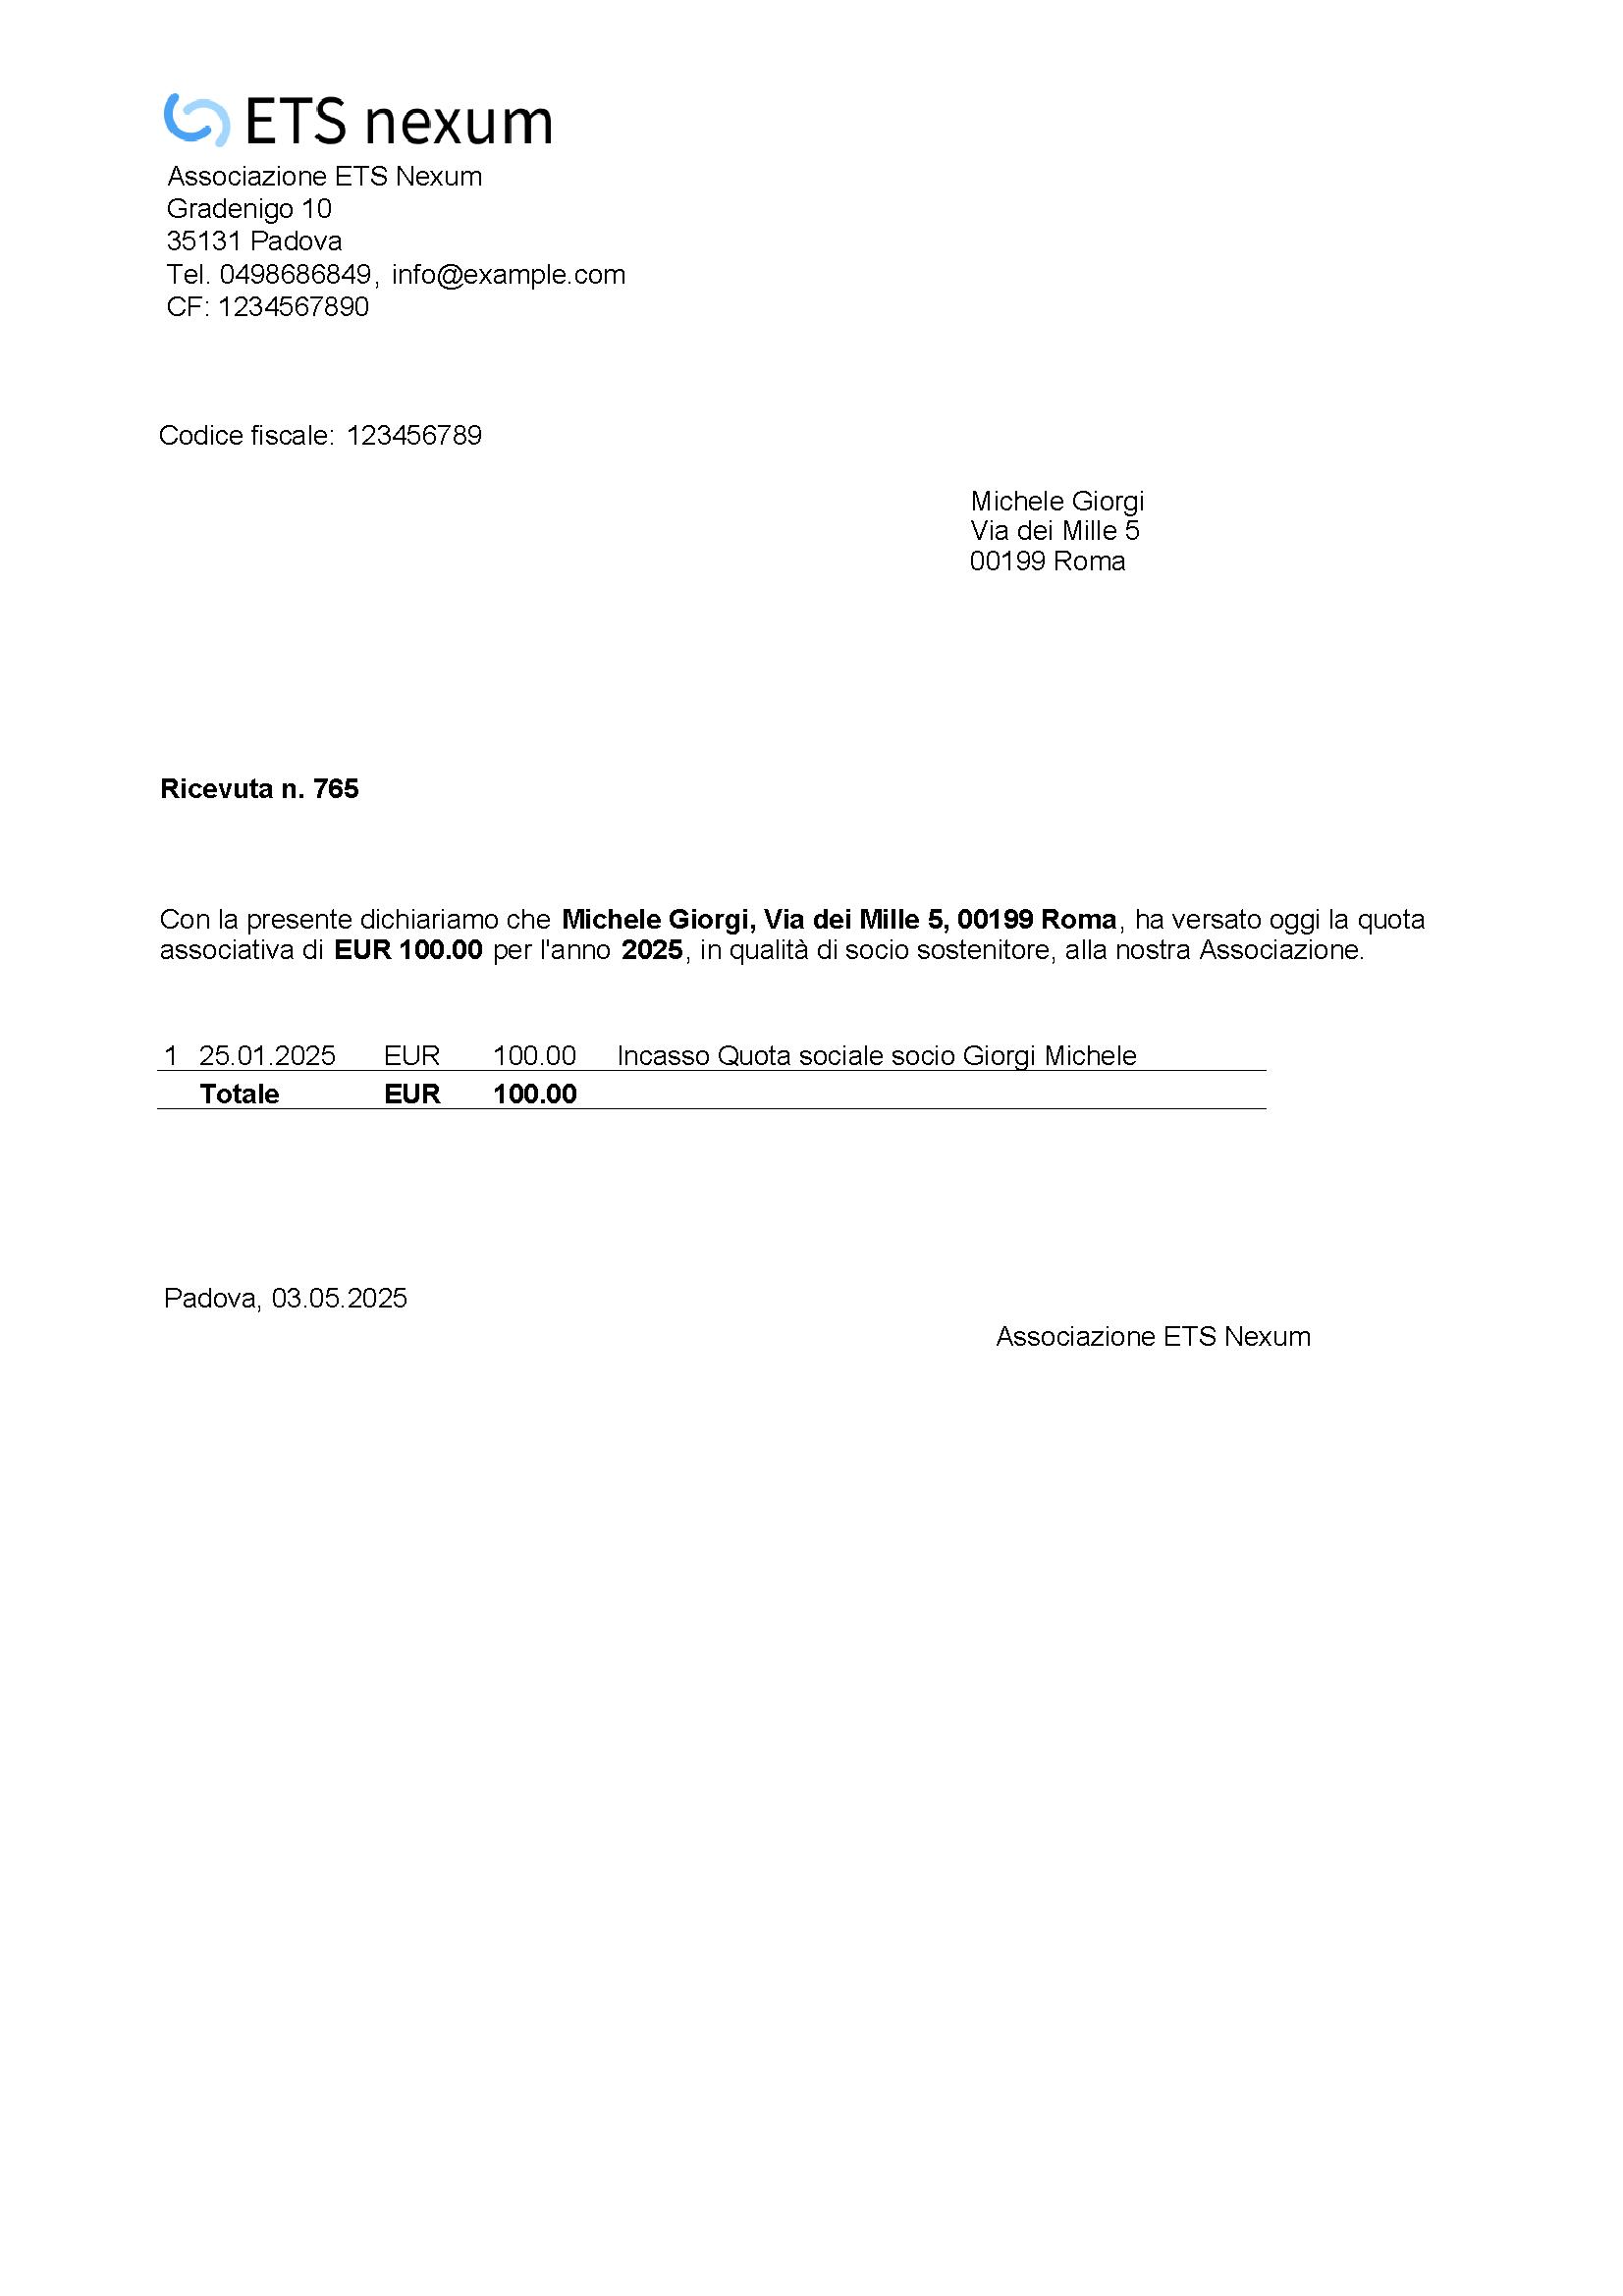 ETS nexum
Associazione ETS Nexum
Gradenigo 10
35131 Padova
Tel. 0498686849, info@example.com
CF: 1234567890
Codice fiscale: 123456789
Michele Giorgi
Via dei Mille 5
00199 Roma
Ricevuta n. 765
Con la presente dichiariamo che Michele Giorgi, Via dei Mille 5, 00199 Roma, ha versato oggi la quota
associativa di EUR 100.00 per l'anno 2025, in qualità di socio sostenitore, alla nostra Associazione.
1 25.01.2025 EUR 100.00 Incasso Quota sociale socio Giorgi Michele
Totale EUR 100.00
Padova, 03.05.2025
Associazione ETS Nexum